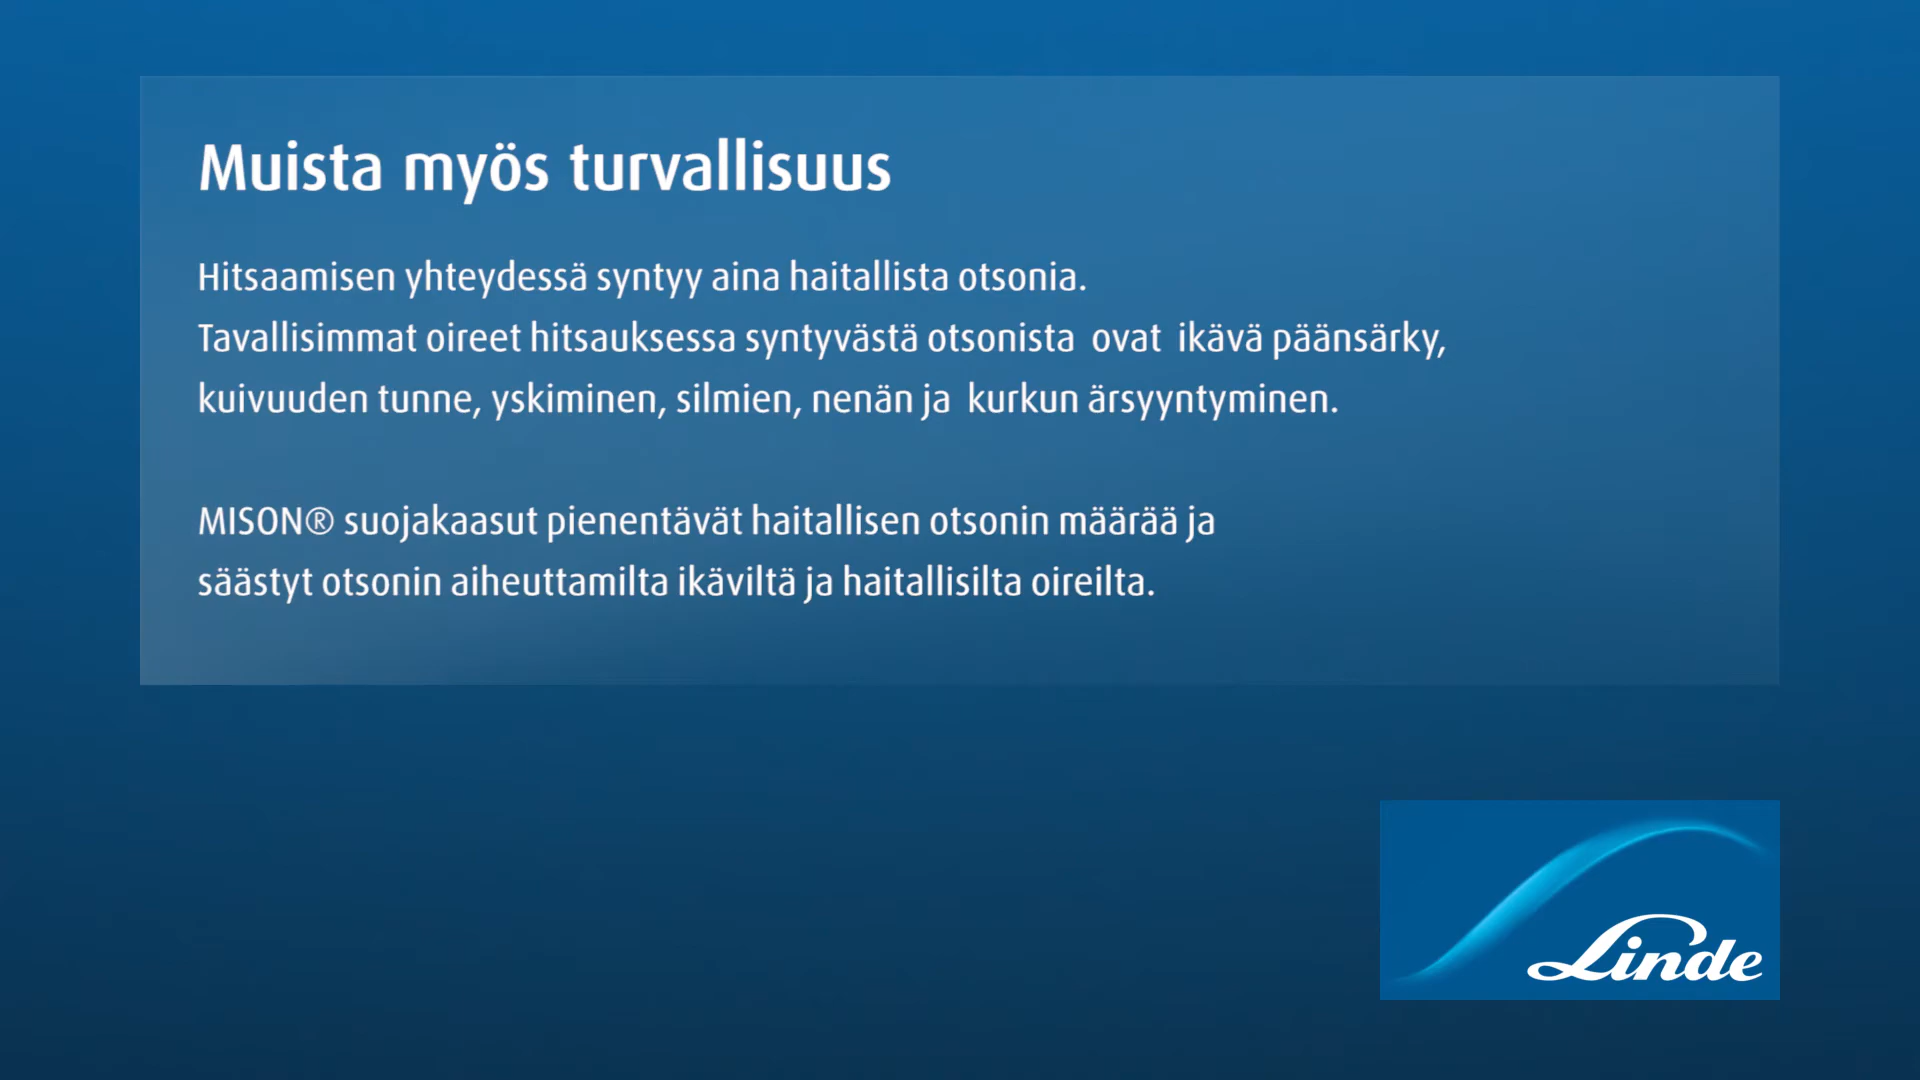 Muista myös turvallisuus
Hitsaamisen yhteydessä syntyy aina haitallista otsonia.
Tavallisimmat oireet hitsauksessa syntyvästä otsonista ovat ikävä päänsärky,
kuivuuden tunne, yskiminen, silmien, nenän ja kurkun ärsyyntyminen.
MISON® suojakaasut pienentävät haitallisen otsonin määrää ja
säästyt otsonin aiheuttamilta ikäviltä ja haitallisilta oireilta.
Linde